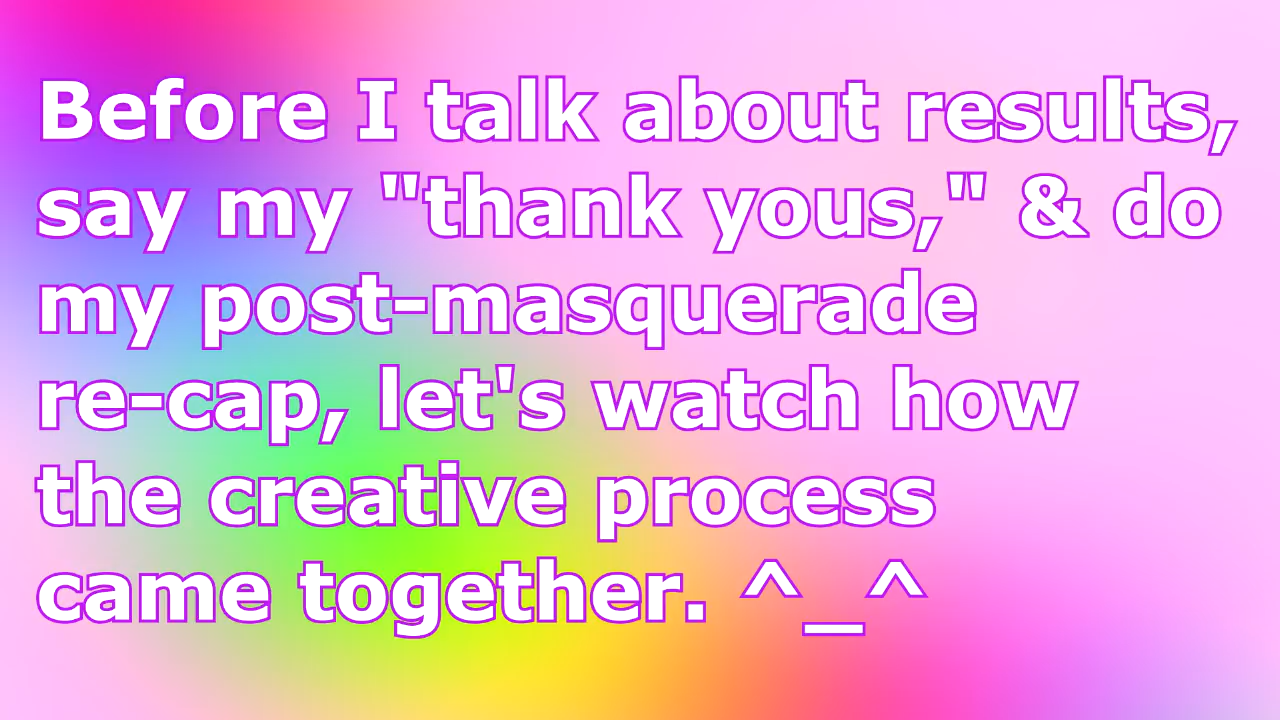 Before I talk about results,
say my "thank yous," & do
my post-masquerade
re-cap, let's watch how
the creative process
came together. ^_^